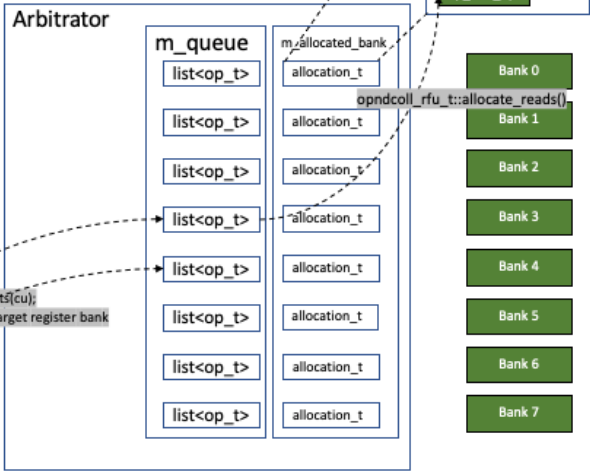 Arbitrator
m_queue
m_allocated_bank
list<op_t>
allocation_t
Bank 0
opndcoll_rfu_t::allocate_reads()
list<op_t>
allocation_t
Bank 1
list<op_t>
allocation_t
Bank 2
list<op_t>
allocation_t
Bank 3
list<op_t>
allocation_t
Bank 4
ts(cu);
arget register bank
list<op_t>
allocation_t
Bank 5
list<op_t>
allocation_t
Bank 6
list<op_t>
allocation_t
Bank 7